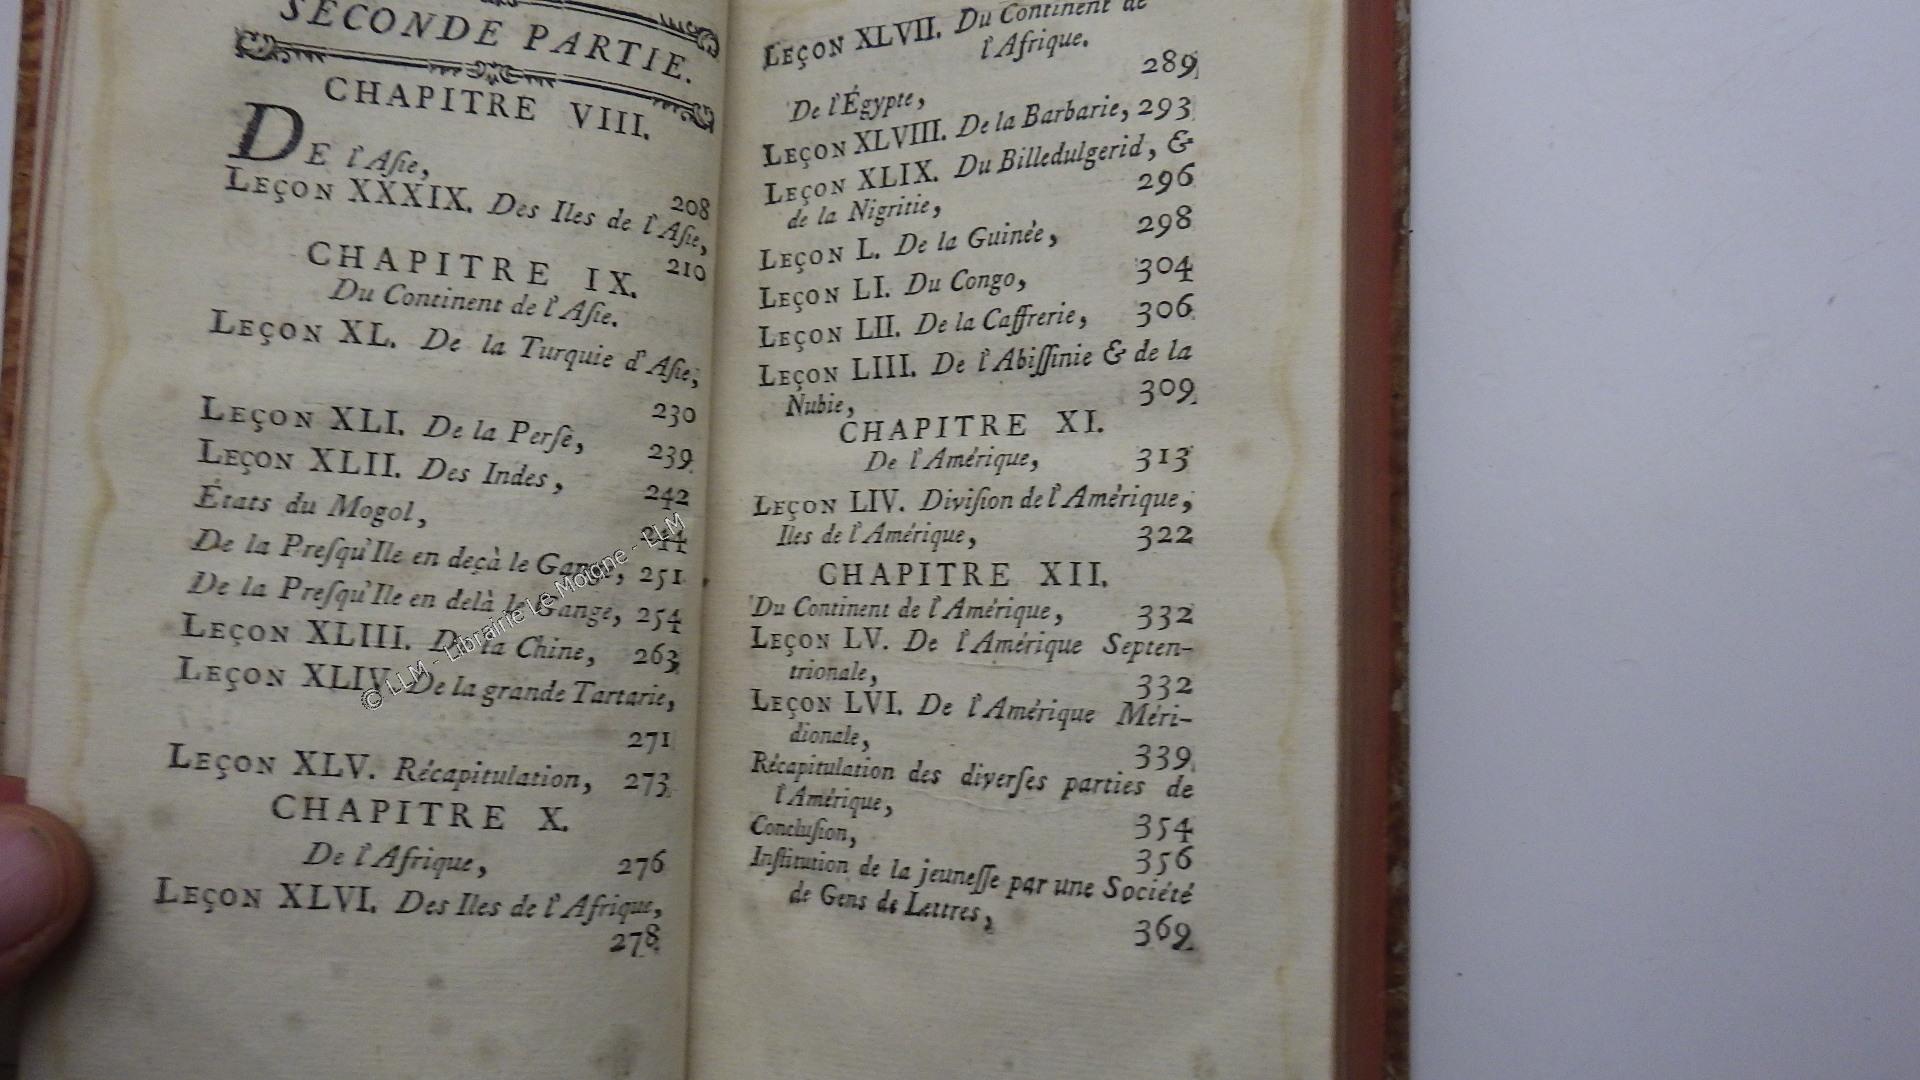 SECONDE PARTIE.
CHAPITRE VIII.
DE l'Aſie, 208
LEÇON XXXIX. Des Iles de l'Aſie,
210
CHAPITRE IX.
Du Continent de l'Aſie.
LEÇON XL. De la Turquie d'Aſie,
230
LEÇON XLI. De la Perſe, 239
LEÇON XLII. Des Indes, 242
États du Mogol, 244
De la Preſqu'Ile en deçà le Gange, 251
De la Preſqu'Ile en delà le Gange, 254
LEÇON XLIII. De la Chine, 263
LEÇON XLIV. De la grande Tartarie,
271
LEÇON XLV. Récapitulation, 273
CHAPITRE X.
De l'Afrique, 276
LEÇON XLVI. Des Iles de l'Afrique,
278
© LLM - Librairie Le Moigne - LLM
LEÇON XLVII. Du Continent de
l'Afrique.
De l'Égypte, 289
LEÇON XLVIII. De la Barbarie, 293
LEÇON XLIX. Du Billedulgerid, &
de la Nigritie, 296
LEÇON L. De la Guinée, 298
LEÇON LI. Du Congo, 304
LEÇON LII. De la Caffrerie, 306
LEÇON LIII. De l'Abiſſinie & de la
Nubie, 309
CHAPITRE XI.
De l'Amérique, 313
LEÇON LIV. Diviſion de l'Amérique,
Iles de l'Amérique, 322
CHAPITRE XII.
Du Continent de l'Amérique, 332
LEÇON LV. De l'Amérique Septen-
trionale, 332
LEÇON LVI. De l'Amérique Méri-
dionale, 339
Récapitulation des diverſes parties de
l'Amérique, 354
Concluſion, 356
Inſtitution de la jeuneſſe par une Société
de Gens de Lettres, 369